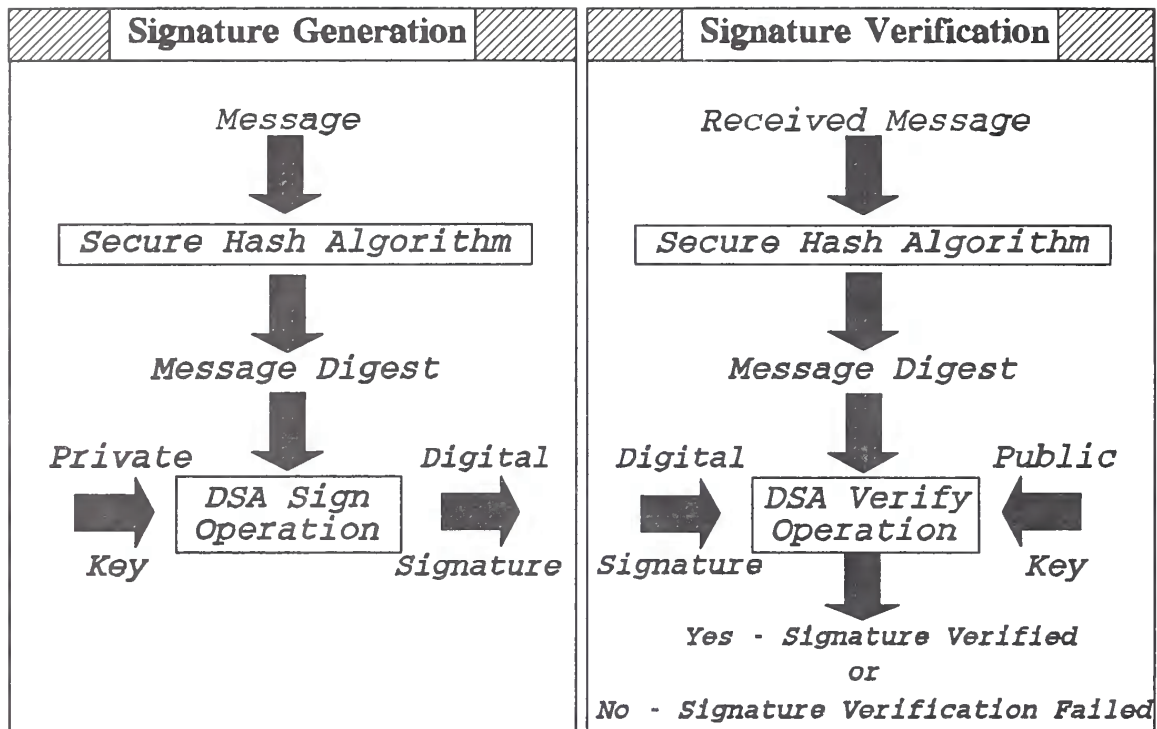 Signature Generation
Message
Secure Hash Algorithm
Message Digest
Private
Key
DSA Sign
Operation
Digital
Signature
Signature Verification
Received Message
Secure Hash Algorithm
Message Digest
Digital
Signature
DSA Verify
Operation
Public
Key
Yes - Signature Verified
or
No - Signature Verification Failed